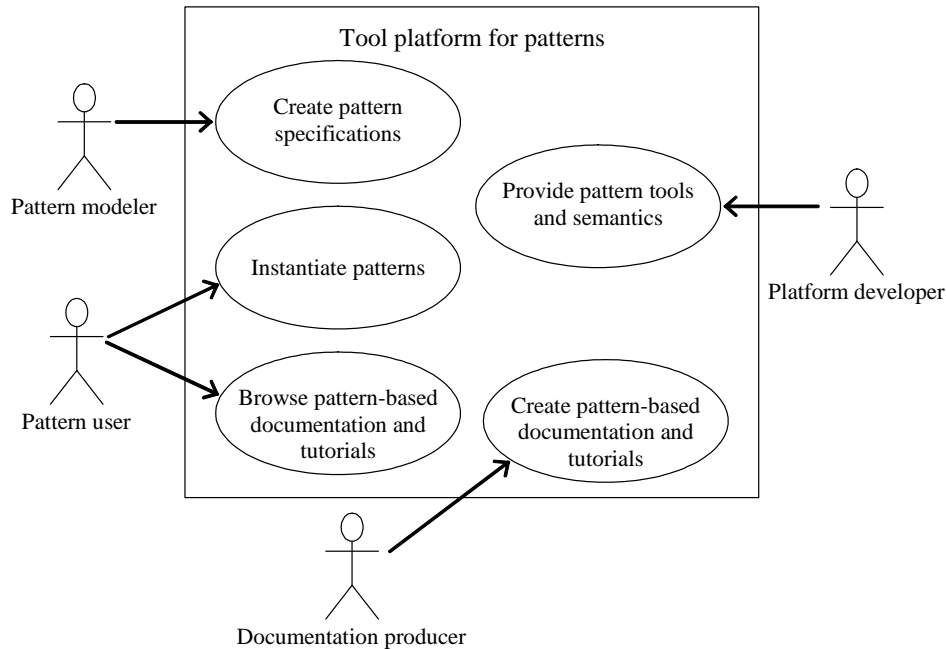 Tool platform for patterns
Create pattern
specifications
Pattern modeler
Provide pattern tools
and semantics
Platform developer
Instantiate patterns
Pattern user
Browse pattern-based
documentation and
tutorials
Create pattern-based
documentation and
tutorials
Documentation producer